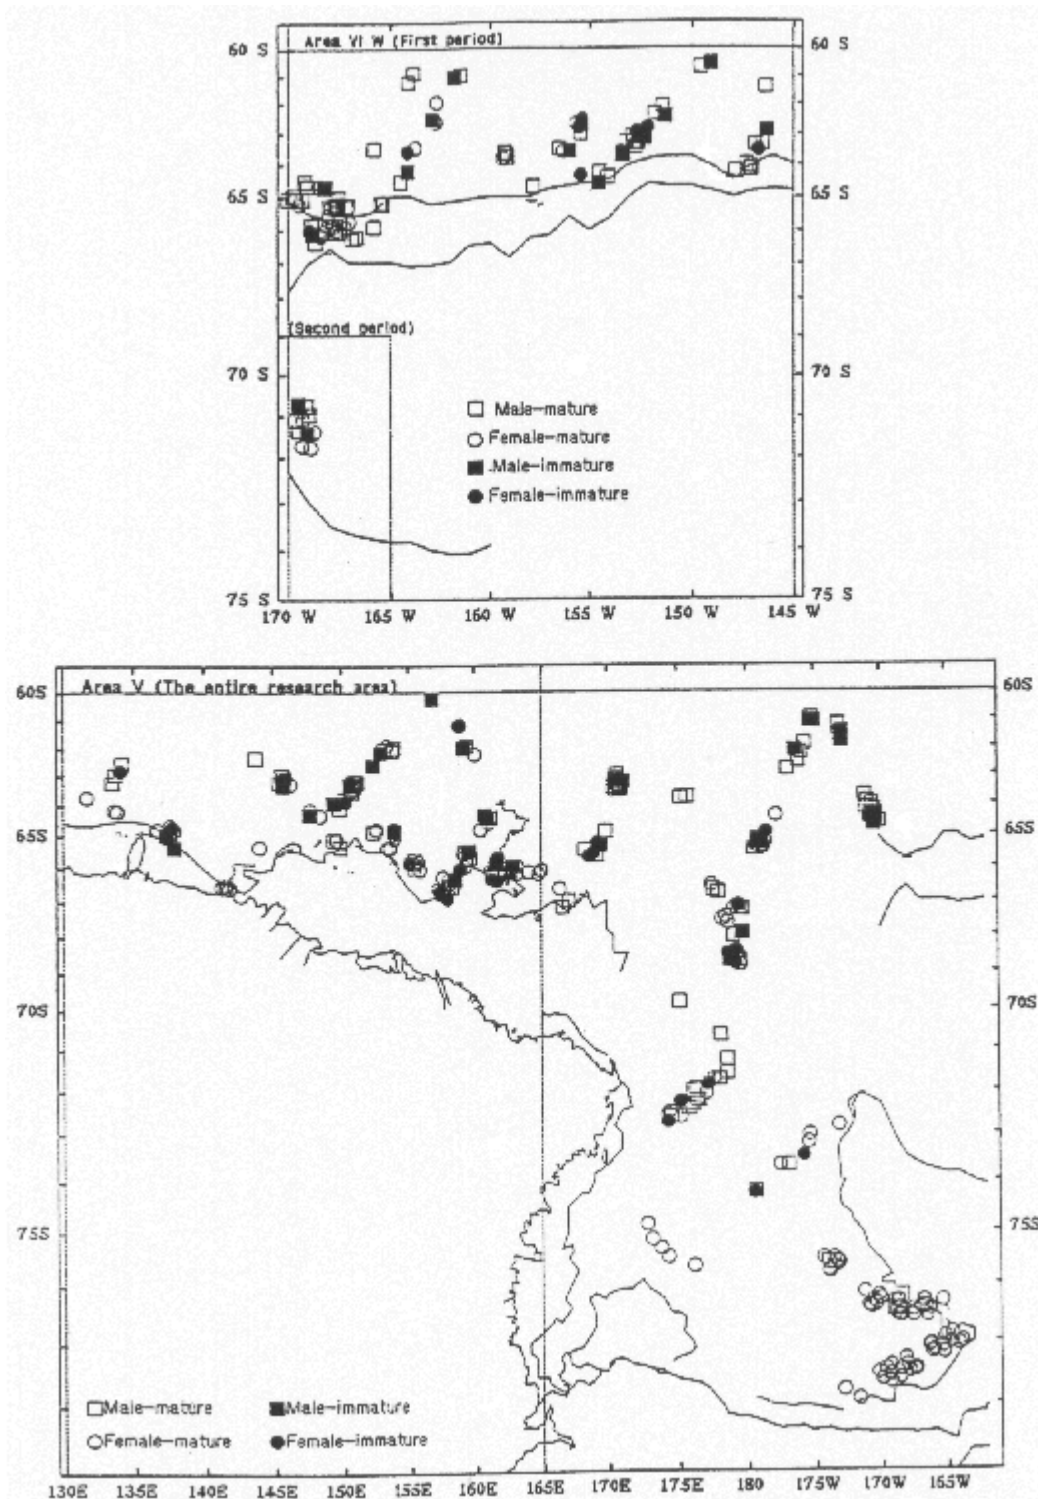 Area VI W (First period)
60 S
60 S
65 S
65 S
(Second period)
70 S
70 S
Male-mature
Female-mature
.Male-immature
Female-immature
75 S
75 S
170 W 165 W 160 W 155 W 150 W 145 W
Area V (The entire research area)
60S
60S
65S
65S
70S
70S
75S
75S
Male-mature Male-immature
Female-mature Female-immature
130E 135E 140E 145E 150E 155E 160E 165E 170E 175E 180 175W 170W 155W